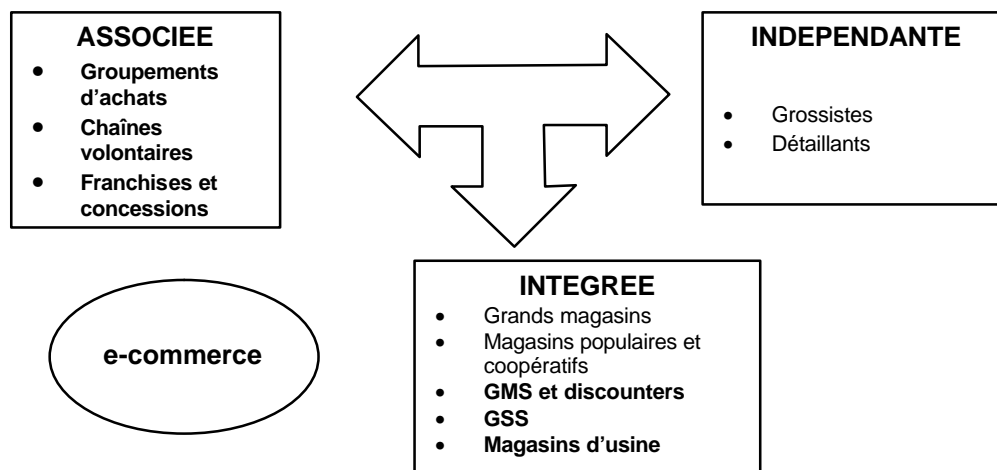 ASSOCIEE
• Groupements
d'achats
• Chaînes
volontaires
• Franchises et
concessions
INDEPENDANTE
• Grossistes
• Détaillants
e-commerce
INTÉGREE
• Grands magasins
• Magasins populaires et
coopératifs
• GMS et discounters
• GSS
• Magasins d'usine